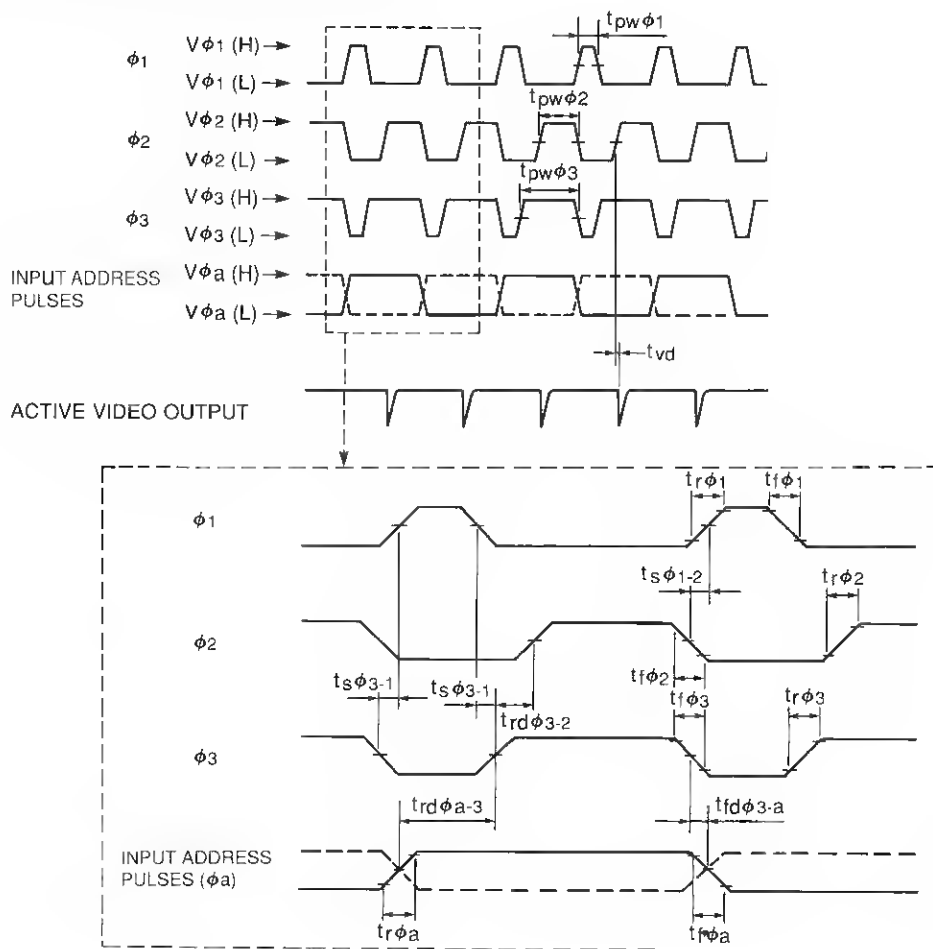 tpwφ1
φ1
Vφ1 (H)
Vφ1 (L)
tpwφ2
φ2
Vφ2 (H)
Vφ2 (L)
tpwφ3
φ3
Vφ3 (H)
Vφ3 (L)
INPUT ADDRESS
PULSES
Vφa (H)
Vφa (L)
tvd
ACTIVE VIDEO OUTPUT
φ1
trφ1
tfφ1
tsφ1-2
trφ2
φ2
tfφ2
tsφ3-1
tsφ3-1
trdφ3-2
tfφ3
trφ3
φ3
trdφa-3
tfdφ3-a
INPUT ADDRESS
PULSES (φa)
trφa
tfφa